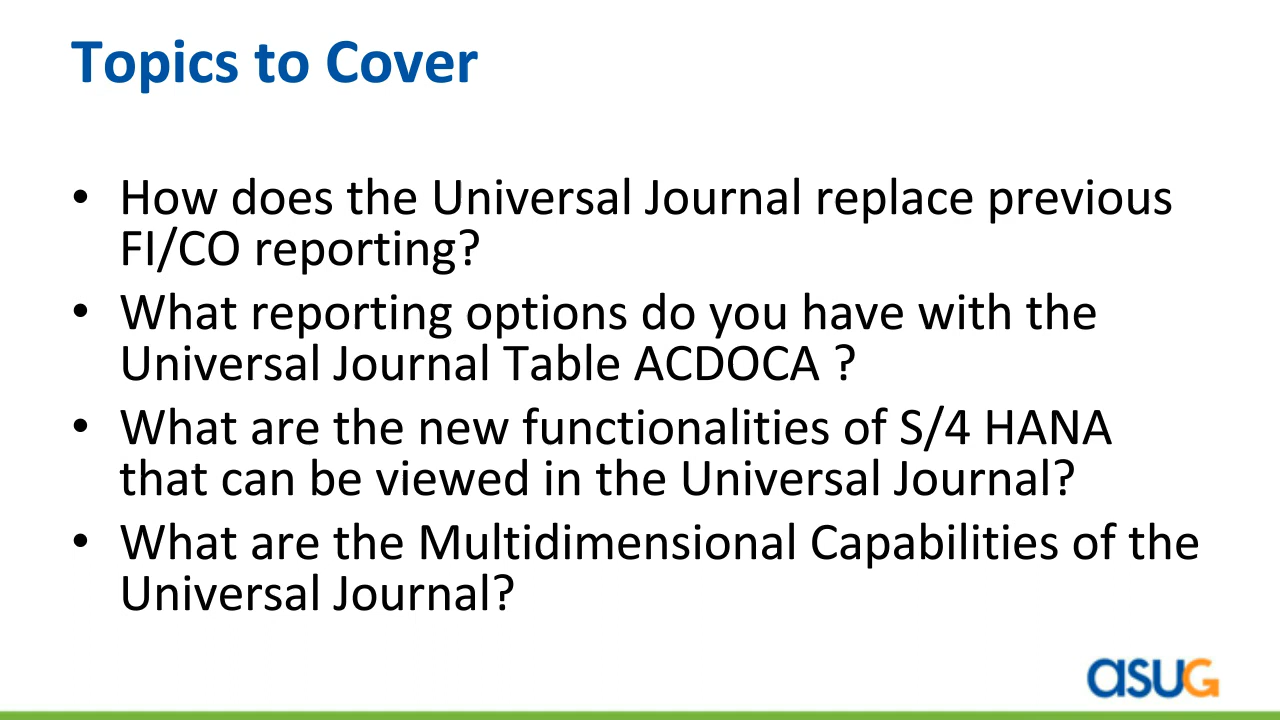 Topics to Cover
• How does the Universal Journal replace previous
FI/CO reporting?
• What reporting options do you have with the
Universal Journal Table ACDOCA ?
• What are the new functionalities of S/4 HANA
that can be viewed in the Universal Journal?
• What are the Multidimensional Capabilities of the
Universal Journal?
asuG